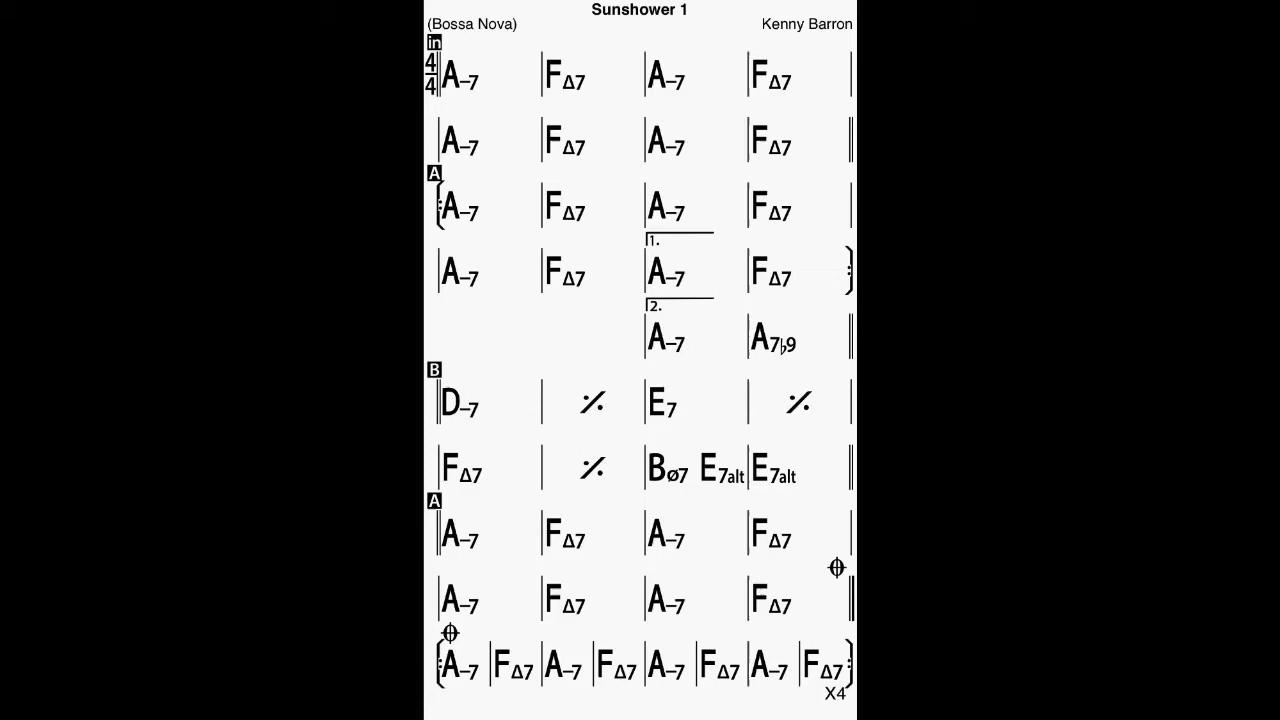 Sunshower 1
(Bossa Nova) Kenny Barron
in
4/4 A–7 FΔ7 A–7 FΔ7
A–7 FΔ7 A–7 FΔ7
A
A–7 FΔ7 A–7 FΔ7
1.
A–7 FΔ7 A–7 FΔ7
2.
A–7 A7♭9
B
D–7 𝄎 E7 𝄎
FΔ7 𝄎 Bø7 E7alt E7alt
A
A–7 FΔ7 A–7 FΔ7
A–7 FΔ7 A–7 FΔ7
A–7 FΔ7 A–7 FΔ7 A–7 FΔ7 A–7 FΔ7
X4